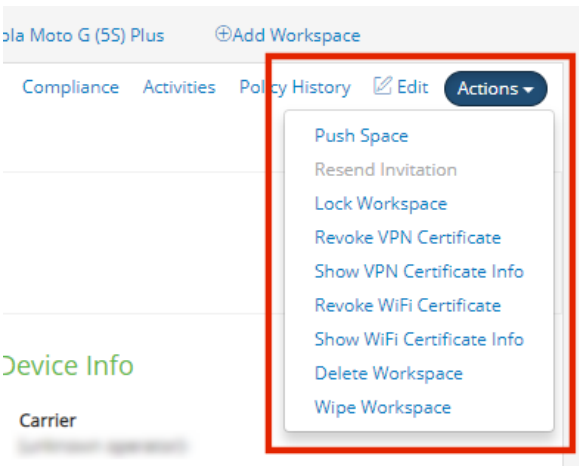 ola Moto G (5S) Plus Add Workspace
Compliance Activities Policy History Edit Actions
Push Space
Resend Invitation
Lock Workspace
Revoke VPN Certificate
Show VPN Certificate Info
Revoke WiFi Certificate
Show WiFi Certificate Info
Delete Workspace
Wipe Workspace
Device Info
Carrier